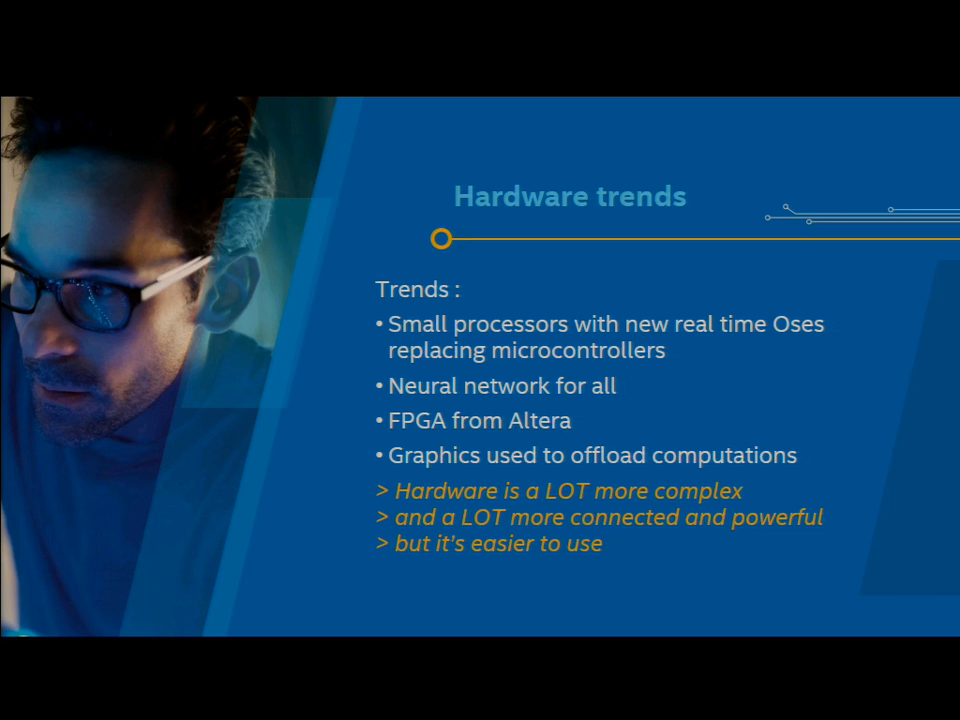 Hardware trends
Trends :
• Small processors with new real time Oses
replacing microcontrollers
• Neural network for all
• FPGA from Altera
• Graphics used to offload computations
> Hardware is a LOT more complex
> and a LOT more connected and powerful
> but it's easier to use